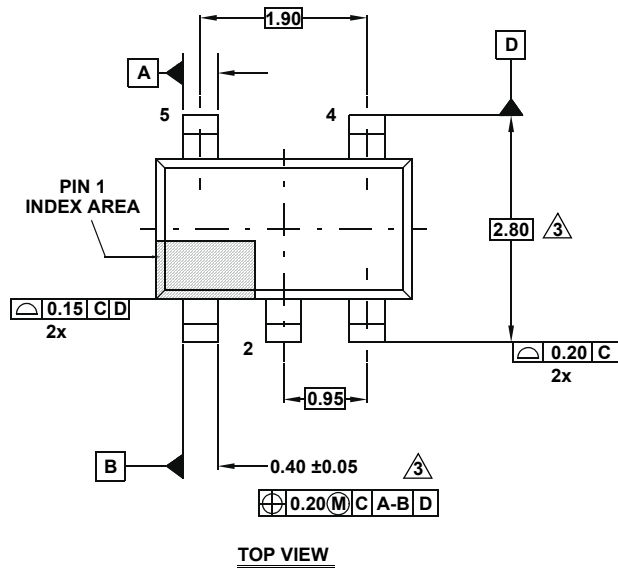 1.90
A
D
5
4
PIN 1
INDEX AREA
2.80
3
0.15 C D
2x
2
0.20 C
2x
0.95
B
0.40 ±0.05
3
0.20 M C A-B D
TOP VIEW